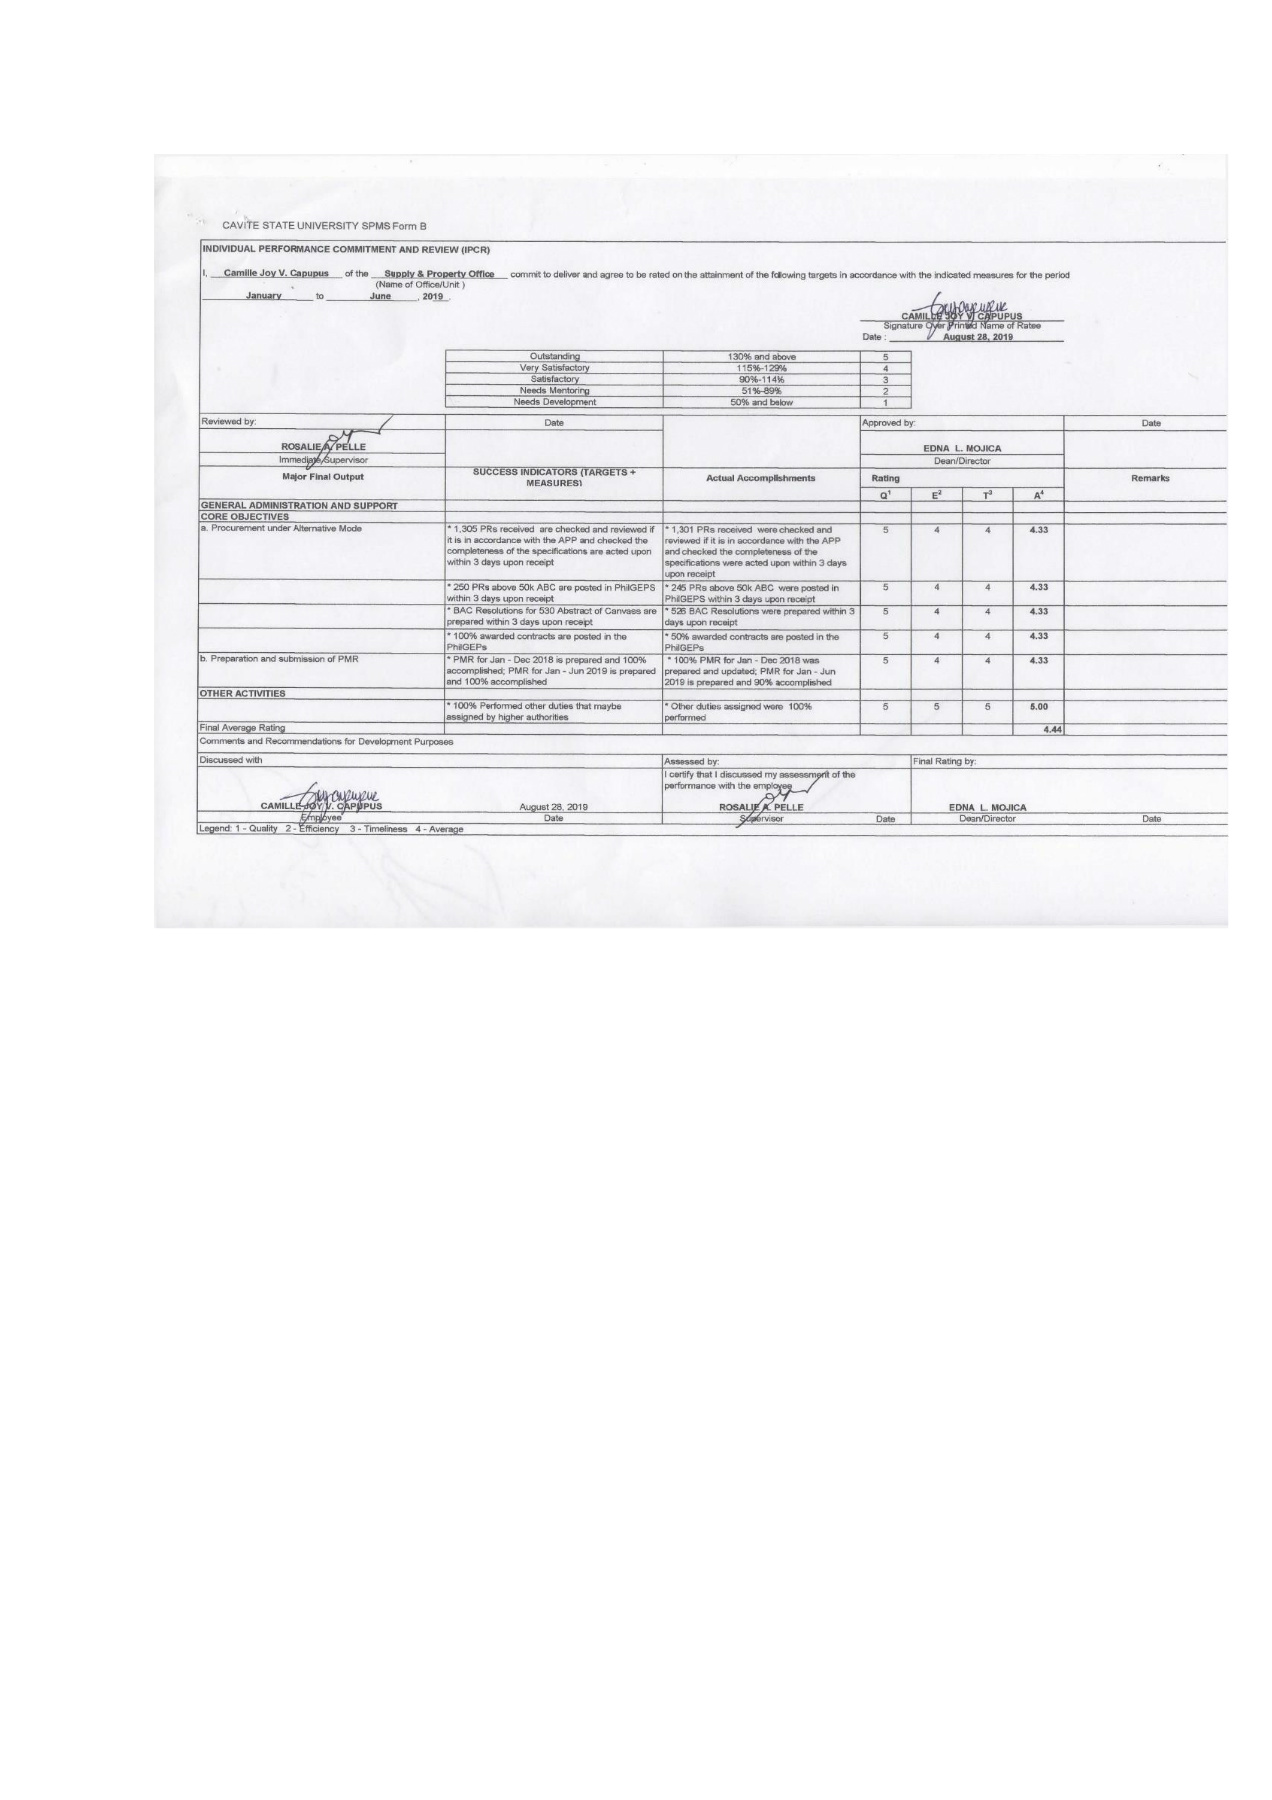 CAVITE STATE UNIVERSITY SPMS Form B
INDIVIDUAL PERFORMANCE COMMITMENT AND REVIEW (IPCR)
I, Camille Joy V. Capupus of the Supply & Property Office commit to deliver and agree to be rated on the attainment of the following targets in accordance with the indicated measures for the period
(Name of Office/Unit )
January to June , 2019 .
CAMILLE JOY V. CAPUPUS
Signature Over Printed Name of Ratee
Date : August 28, 2019
Outstanding 130% and above 5
Very Satisfactory 115%-129% 4
Satisfactory 90%-114% 3
Needs Mentoring 51%-89% 2
Needs Development 50% and below 1
Reviewed by: Date Approved by: Date
ROSALIE A. PELLE EDNA L. MOJICA
Immediate Supervisor Dean/Director
Major Final Output SUCCESS INDICATORS (TARGETS + Actual Accomplishments Rating Remarks
MEASURES)
Q1 E2 T3 A4
GENERAL ADMINISTRATION AND SUPPORT
CORE OBJECTIVES
a. Procurement under Alternative Mode
* 1,305 PRs received are checked and reviewed if
it is in accordance with the APP and checked the
completeness of the specifications are acted upon
within 3 days upon receipt
* 1,301 PRs received were checked and
reviewed if it is in accordance with the APP
and checked the completeness of the
specifications were acted upon within 3 days
upon receipt
5 4 4 4.33
* 250 PRs above 50k ABC are posted in PhilGEPS
within 3 days upon receipt
* 245 PRs above 50k ABC were posted in
PhilGEPS within 3 days upon receipt
5 4 4 4.33
* BAC Resolutions for 530 Abstract of Canvass are
prepared within 3 days upon receipt
* 526 BAC Resolutions were prepared within 3
days upon receipt
5 4 4 4.33
* 100% awarded contracts are posted in the
PhilGEPs
* 50% awarded contracts are posted in the
PhilGEPs
5 4 4 4.33
b. Preparation and submission of PMR
* PMR for Jan - Dec 2018 is prepared and 100%
accomplished; PMR for Jan - Jun 2019 is prepared
and 100% accomplished
* 100% PMR for Jan - Dec 2018 was
prepared and updated; PMR for Jan - Jun
2019 is prepared and 90% accomplished
5 4 4 4.33
OTHER ACTIVITIES
* 100% Performed other duties that maybe
assigned by higher authorities
* Other duties assigned were 100%
performed
5 5 5 5.00
Final Average Rating 4.44
Comments and Recommendations for Development Purposes
Discussed with Assessed by: Final Rating by:
I certify that I discussed my assessment of the
performance with the employee
CAMILLE JOY V. CAPUPUS August 28, 2019 ROSALIE A. PELLE EDNA L. MOJICA
Employee Date Supervisor Date Dean/Director Date
Legend: 1 - Quality 2 - Efficiency 3 - Timeliness 4 - Average